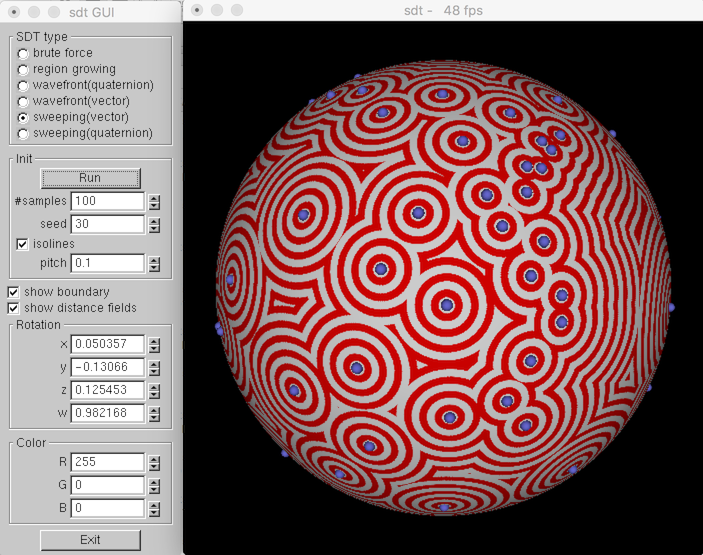 sdt GUI
sdt - 48 fps
SDT type
brute force
region growing
wavefront(quaternion)
wavefront(vector)
sweeping(vector)
sweeping(quaternion)
Init
Run
#samples 100
seed 30
isolines
pitch 0.1
show boundary
show distance fields
Rotation
x 0.050357
y -0.13066
z 0.125453
w 0.982168
Color
R 255
G 0
B 0
Exit